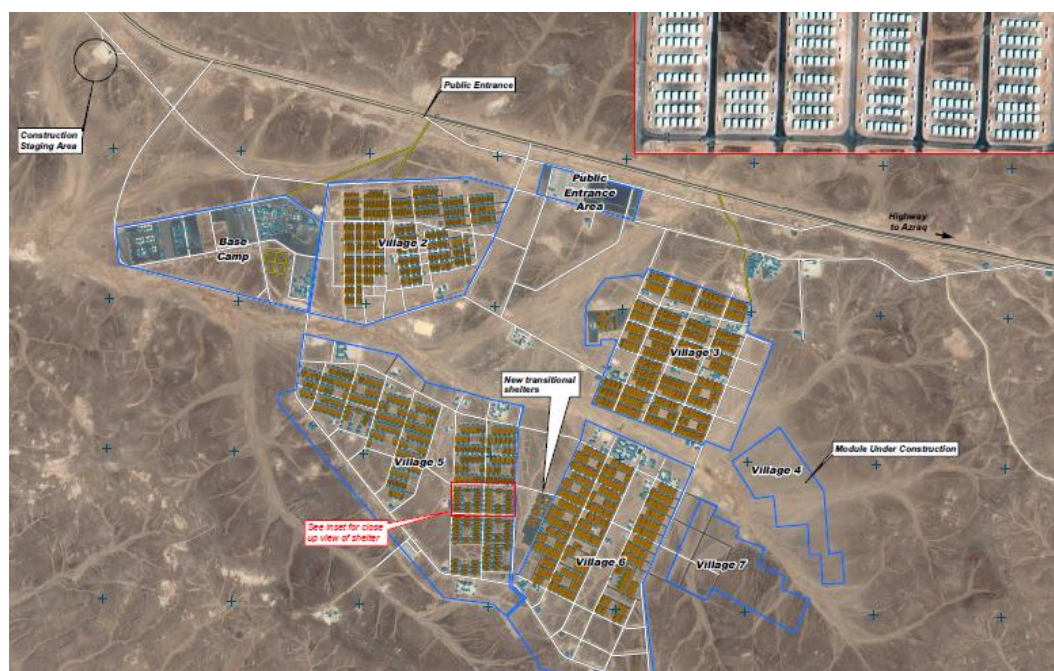 Public Entrance
Construction
Staging Area
Public
Entrance
Area
Highway
to Azraq
Base
Camp
Village 2
Village 3
New transitional
shelters
Village 5
Village 4
Module Under Construction
See inset for close
up view of shelter
Village 6
Village 7